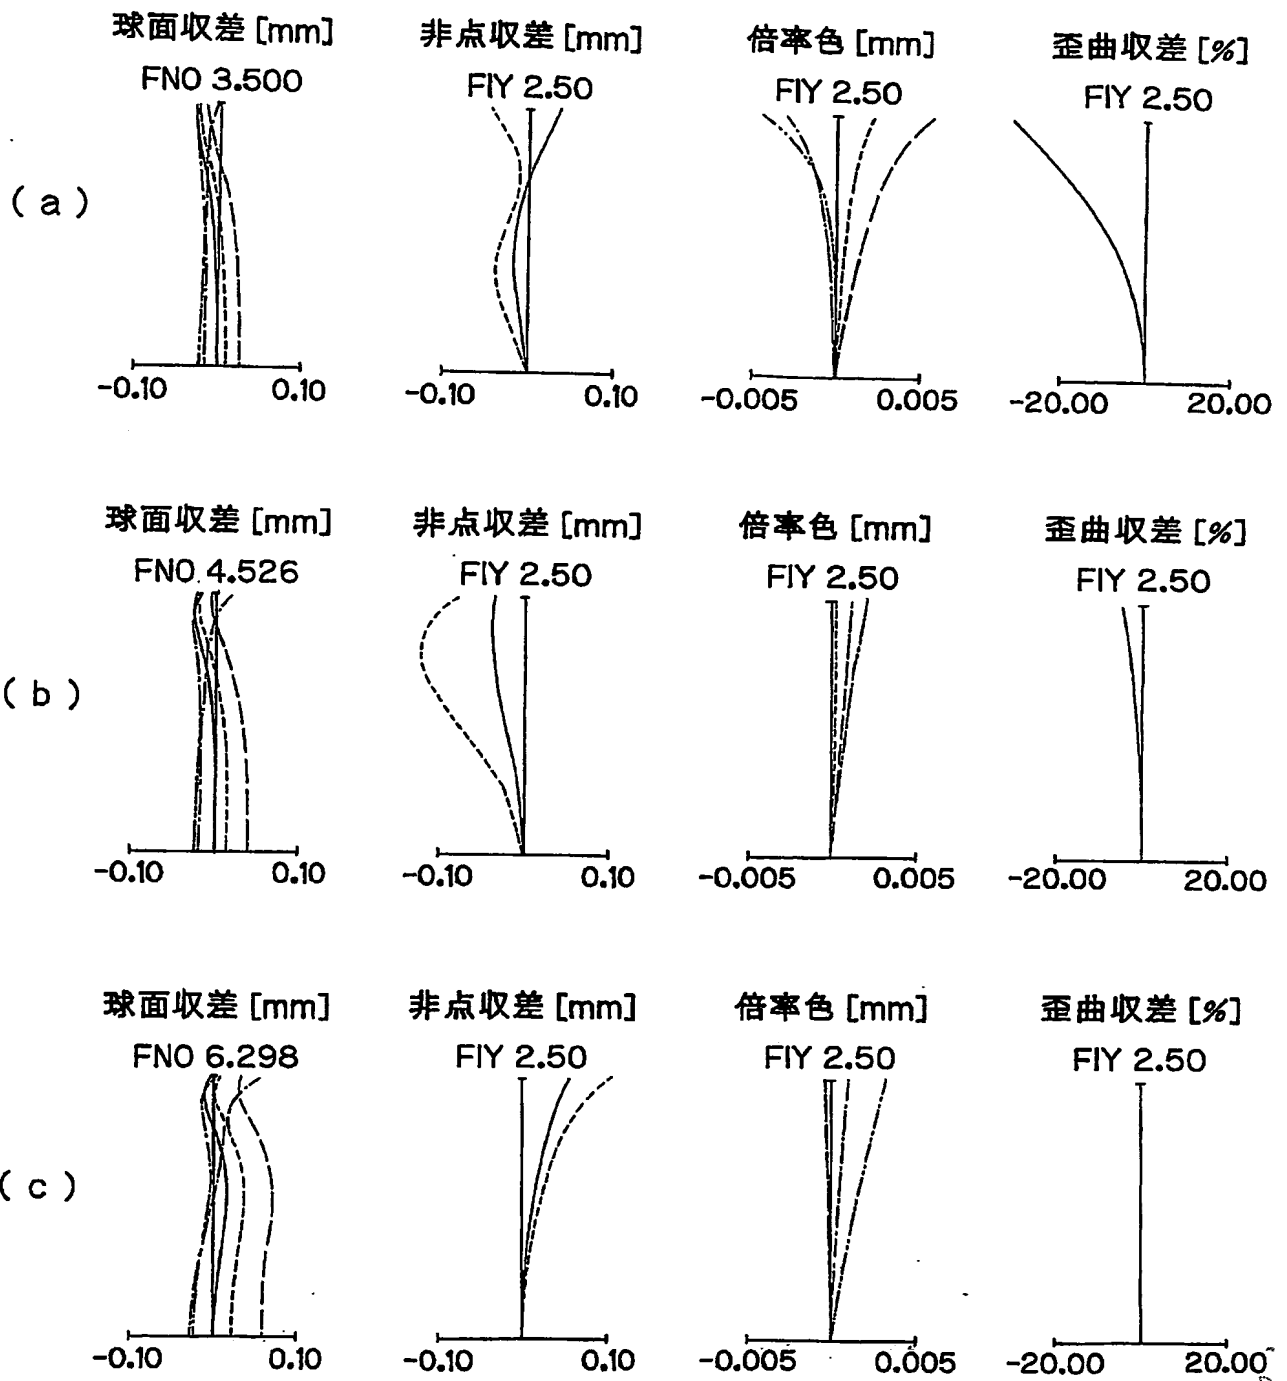 球面収差 [mm] 非点収差 [mm] 倍率色 [mm] 歪曲収差 [%]
FNO 3.500 FIY 2.50 FIY 2.50 FIY 2.50
(a)
-0.10 0.10 -0.10 0.10 -0.005 0.005 -20.00 20.00
球面収差 [mm] 非点収差 [mm] 倍率色 [mm] 歪曲収差 [%]
FNO 4.526 FIY 2.50 FIY 2.50 FIY 2.50
(b)
-0.10 0.10 -0.10 0.10 -0.005 0.005 -20.00 20.00
球面収差 [mm] 非点収差 [mm] 倍率色 [mm] 歪曲収差 [%]
FNO 6.298 FIY 2.50 FIY 2.50 FIY 2.50
(c)
-0.10 0.10 -0.10 0.10 -0.005 0.005 -20.00 20.00